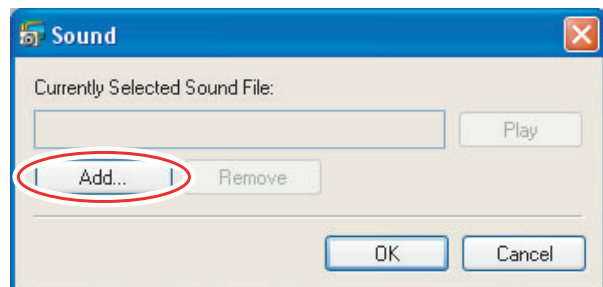 Sound
Currently Selected Sound File:
Play
Add...
Remove
OK
Cancel